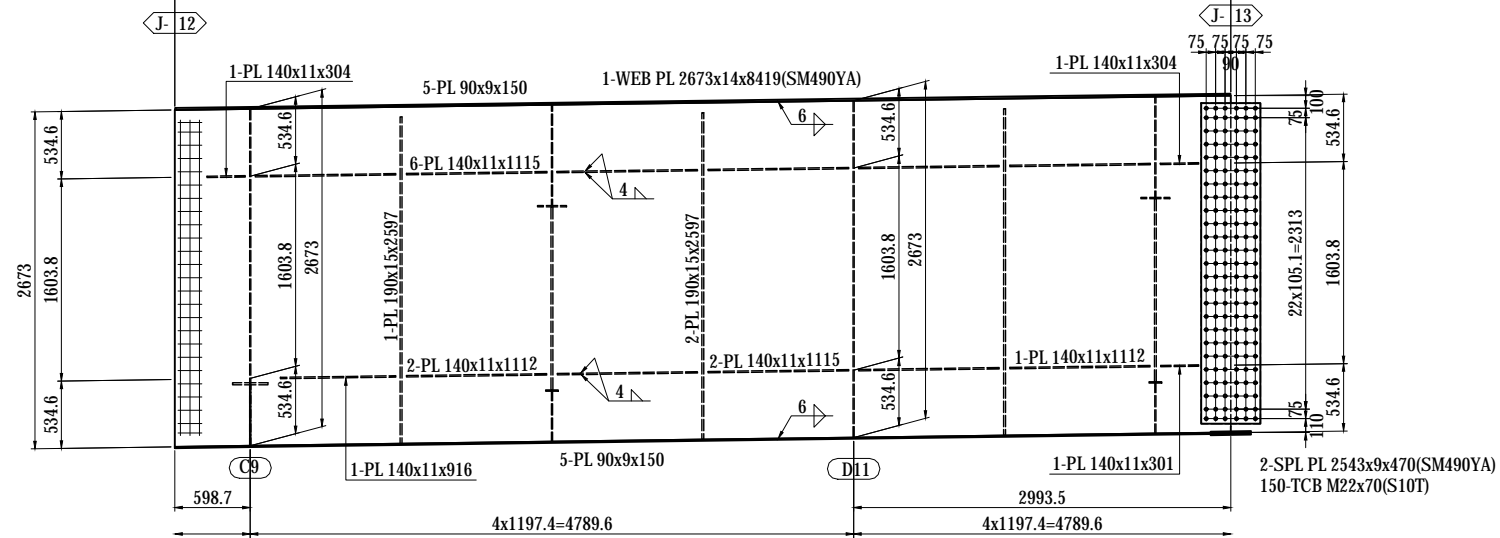 J- 12
J- 13
75 75 75 75
90
1-PL 140x11x304
5-PL 90x9x150
1-WEB PL 2673x14x8419(SM490YA)
1-PL 140x11x304
6
100
75
534.6
534.6
534.6
534.6
6-PL 140x11x1115
4
2673
1603.8
1603.8
2673
1-PL 190x15x2597
2-PL 190x15x2597
1603.8
2673
22x105.1=2313
1603.8
2-PL 140x11x1112
2-PL 140x11x1115
1-PL 140x11x1112
534.6
534.6
4
534.6
75
534.6
6
110
C9
1-PL 140x11x916
5-PL 90x9x150
D11
1-PL 140x11x301
2-SPL PL 2543x9x470(SM490YA)
150-TCB M22x70(S10T)
598.7
2993.5
4x1197.4=4789.6
4x1197.4=4789.6